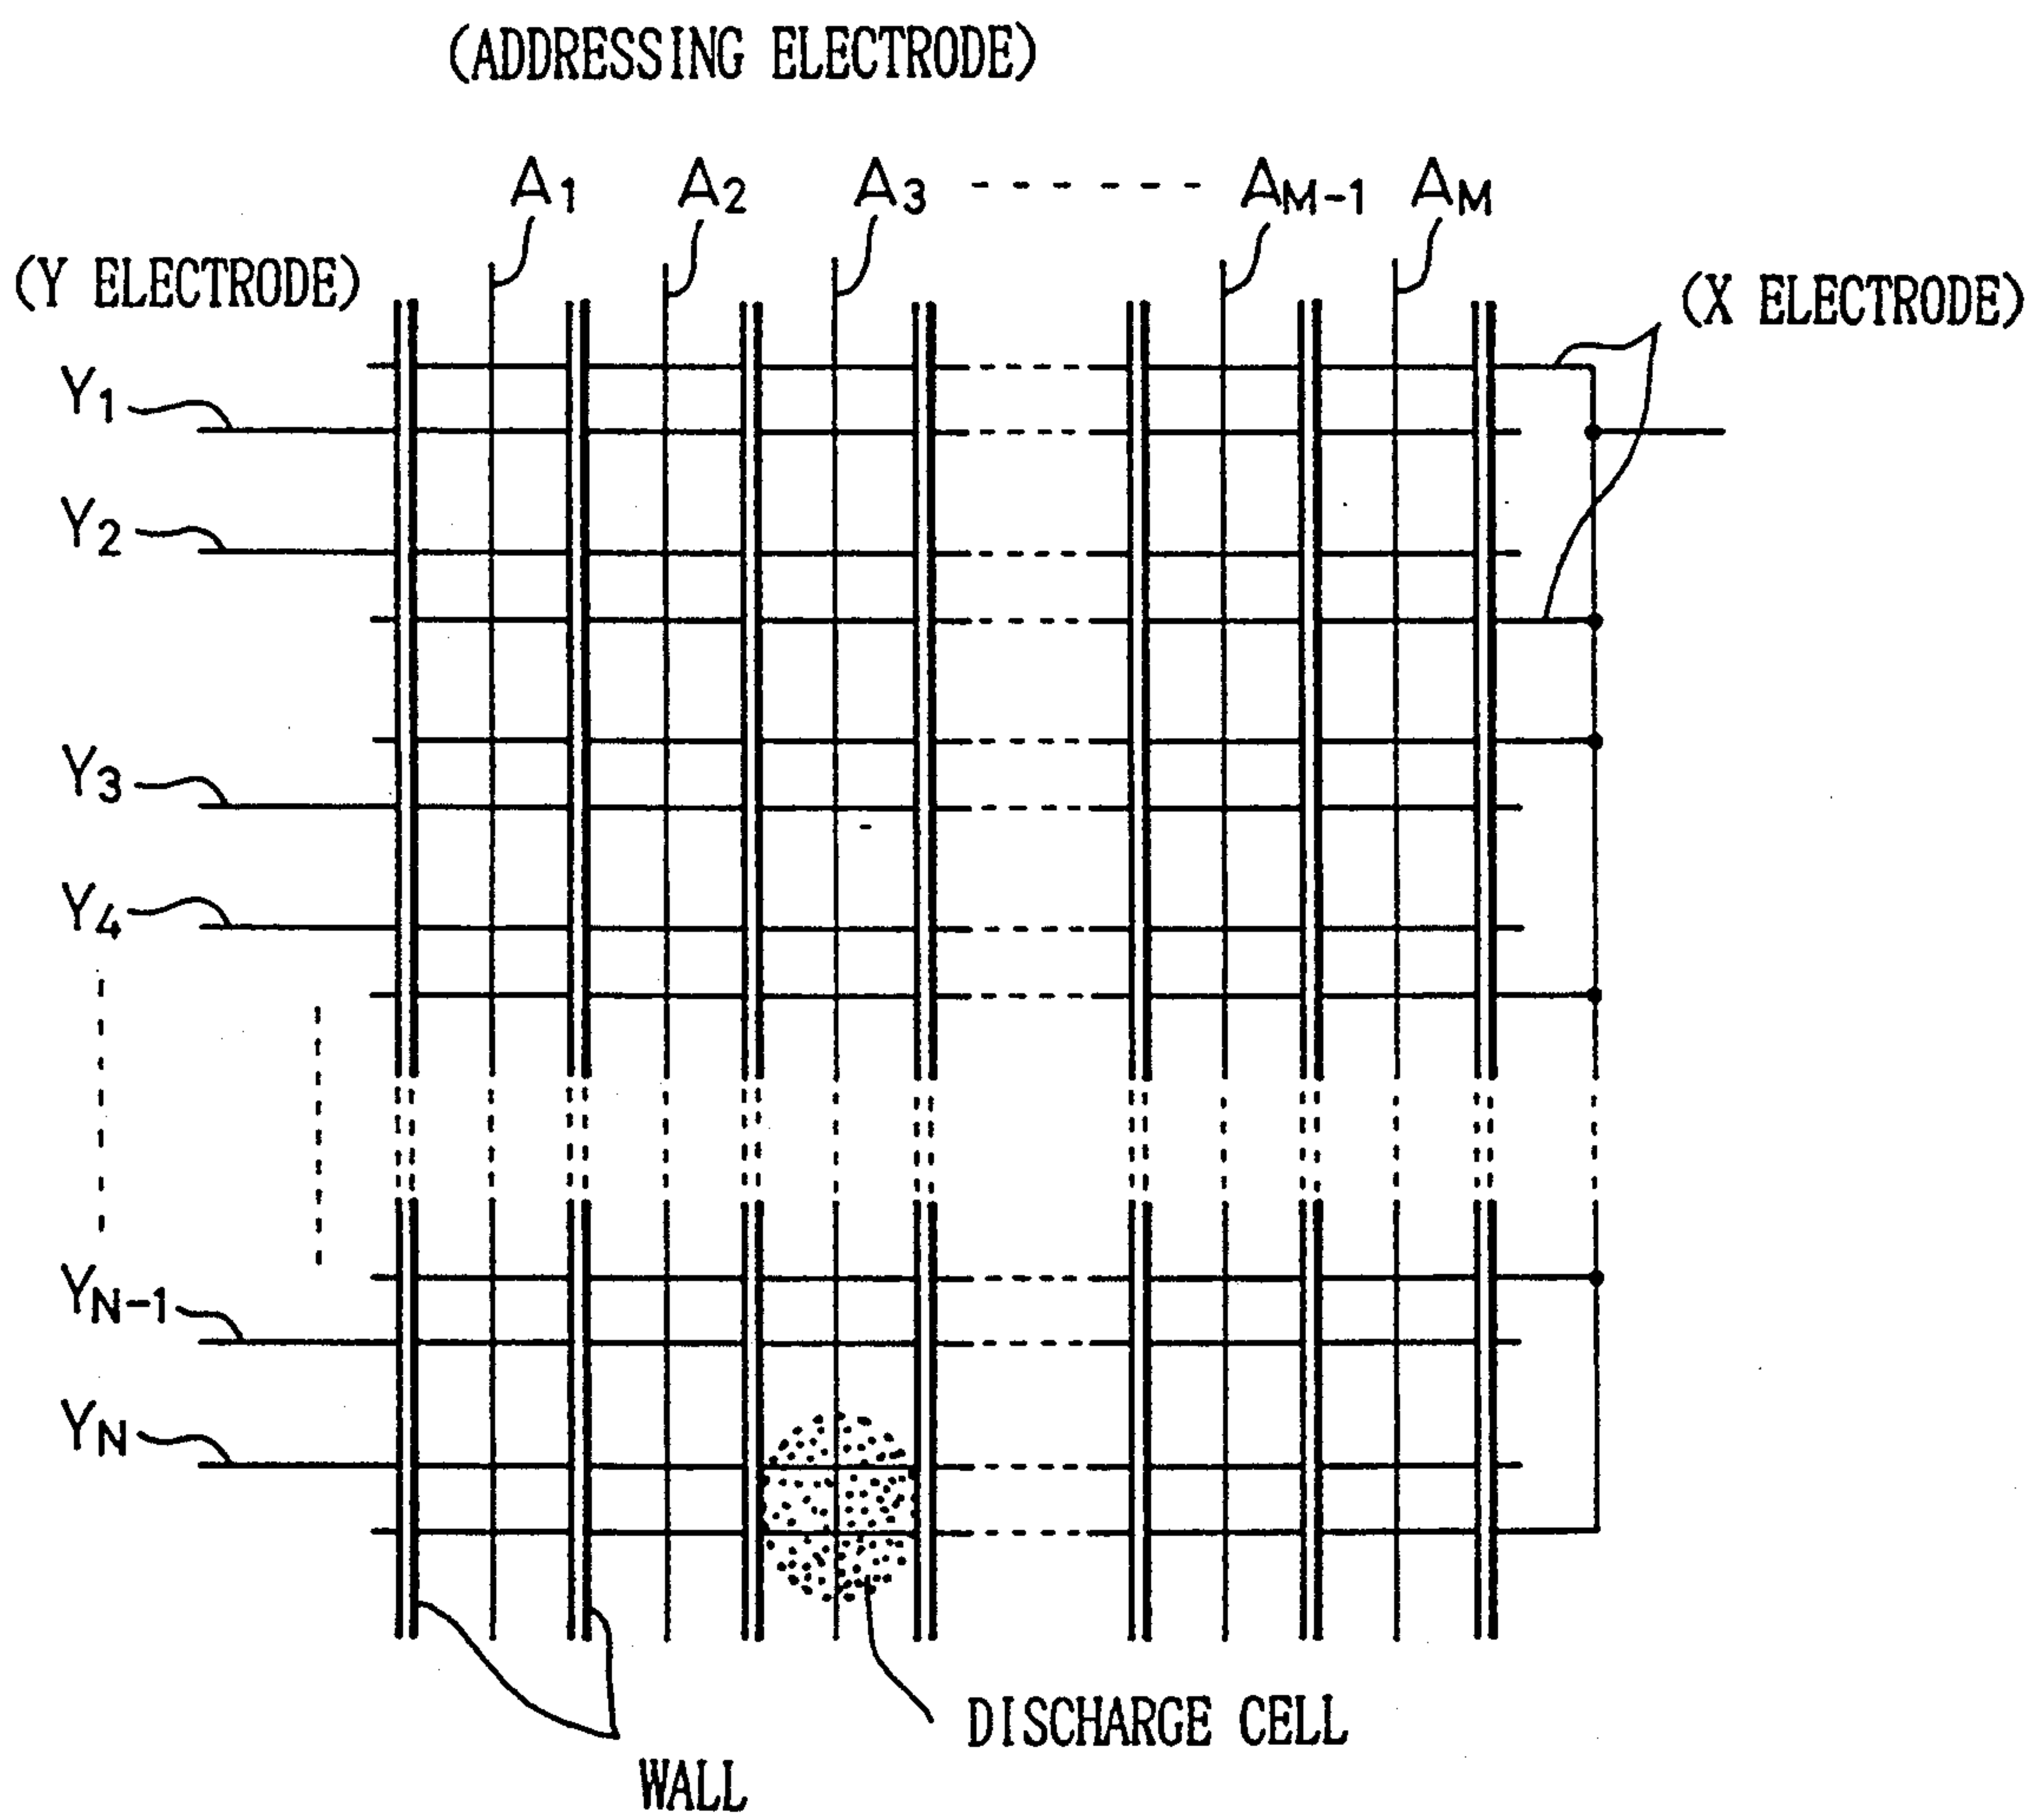 (ADDRESSING ELECTRODE)
A1 A2 A3 AM-1 AM
(Y ELECTRODE)
(X ELECTRODE)
Y1
Y2
Y3
Y4
YN-1
YN
DISCHARGE CELL
WALL